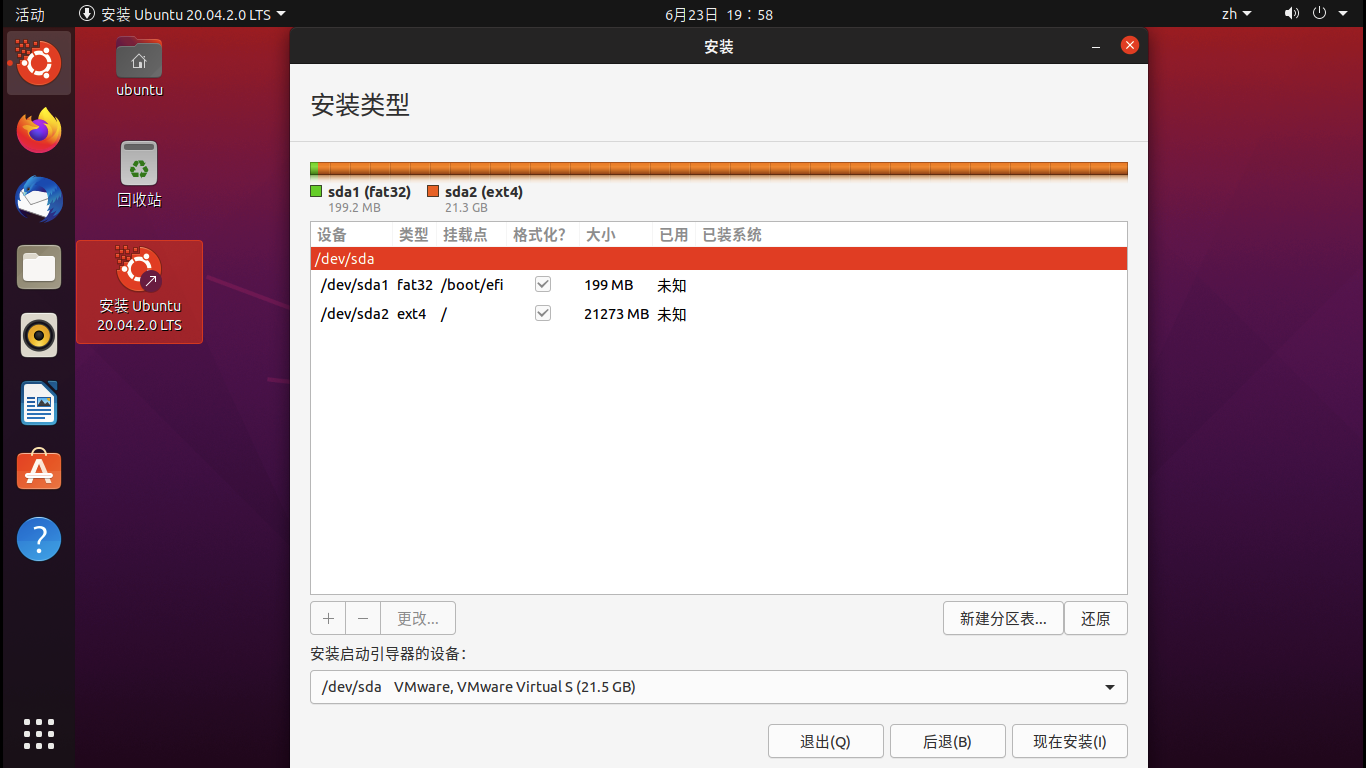 活动 安装 Ubuntu 20.04.2.0 LTS 6月23日 19：58 zh
ubuntu
回收站
安装 Ubuntu
20.04.2.0 LTS
安装
安装类型
sda1 (fat32) sda2 (ext4)
199.2 MB 21.3 GB
设备 类型 挂载点 格式化? 大小 已用 已装系统
/dev/sda
/dev/sda1 fat32 /boot/efi 199 MB 未知
/dev/sda2 ext4 / 21273 MB 未知
+ − 更改... 新建分区表... 还原
安装启动引导器的设备：
/dev/sda VMware, VMware Virtual S (21.5 GB)
退出(Q) 后退(B) 现在安装(I)